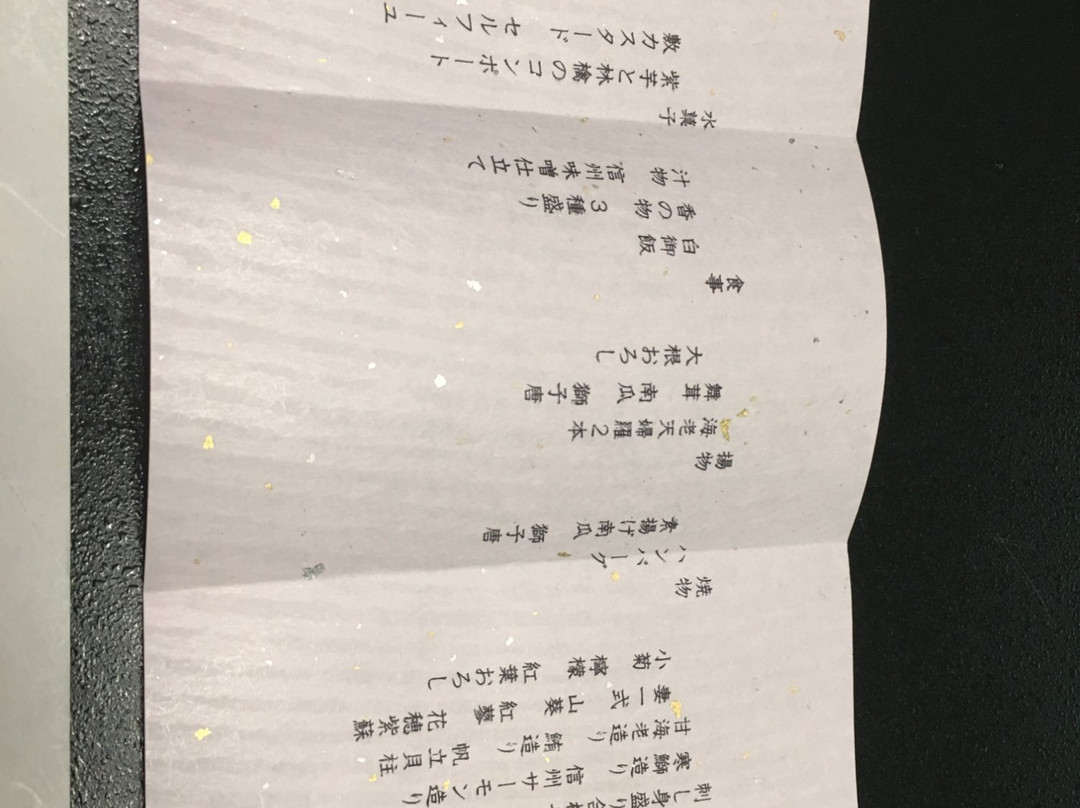 刺し身盛り合
寒鰤造り 信州サーモン造り
甘海老造り 鮪造り 帆立貝柱
妻一式 山葵 紅蓼 花穂紫蘇
小菊 檸檬 紅葉おろし
焼物
ハンバーグ
素揚げ南瓜 獅子唐
揚物
海老天婦羅2本
舞茸 南瓜 獅子唐
大根おろし
食事
白御飯
香の物 3種盛り
汁物 信州味噌仕立て
水菓子
紫芋と林檎のコンポート
敷カスタード セルフィーユ